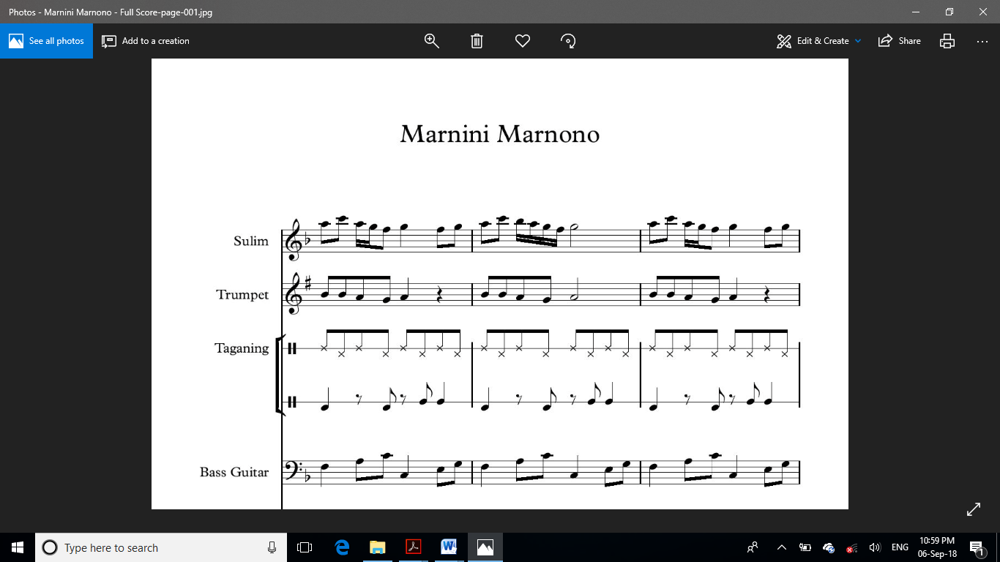 Photos - Marnini Marnono - Full Score-page-001.jpg
See all photos
Add to a creation
Edit & Create
Share
Marnini Marnono
Sulim
Trumpet
Taganing
Bass Guitar
Type here to search
ENG
10:59 PM
06-Sep-18
1